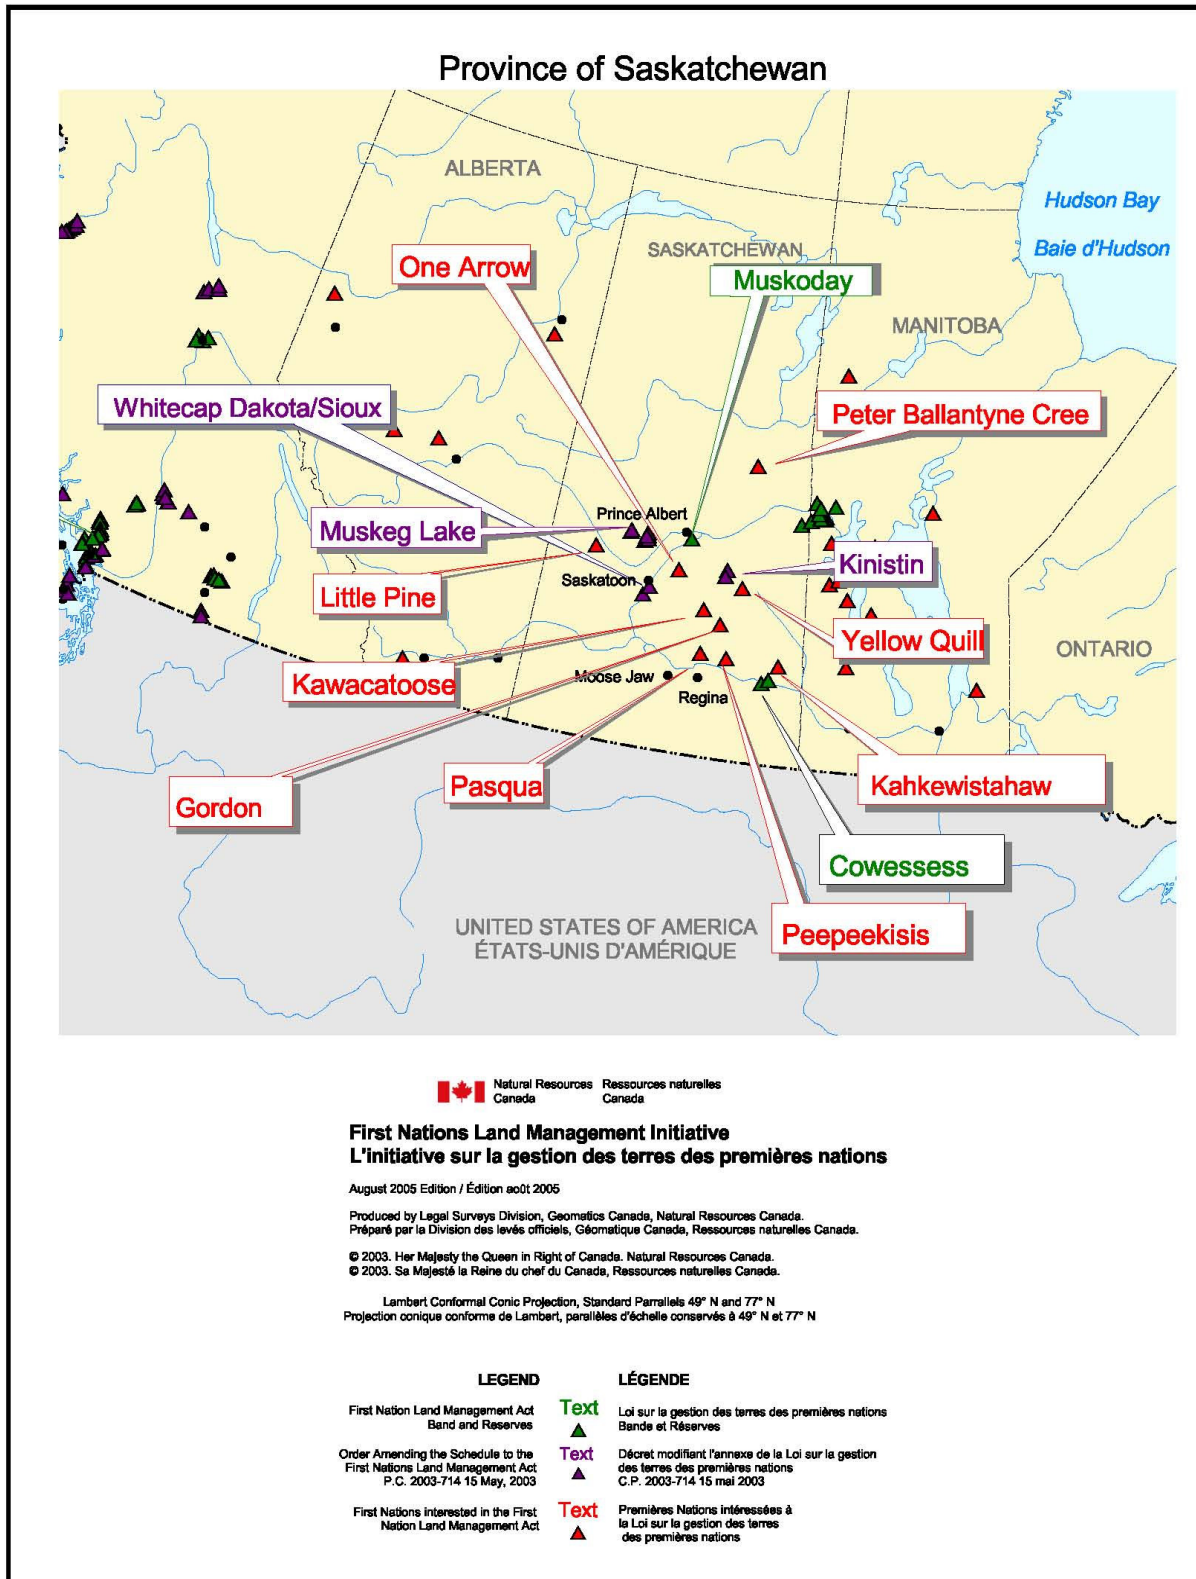 Province of Saskatchewan
ALBERTA
Hudson Bay
Baie d'Hudson
SASKATCHEWAN
One Arrow
Muskoday
MANITOBA
Whitecap Dakota/Sioux
Peter Ballantyne Cree
Prince Albert
Muskeg Lake
Kinistin
Saskatoon
Little Pine
Yellow Quill
ONTARIO
Kawacatoose
Moose Jaw
Regina
Pasqua
Kahkewistahaw
Gordon
Cowessess
UNITED STATES OF AMERICA
ÉTATS-UNIS D'AMÉRIQUE
Peepeekisis
Natural Resources Ressources naturelles
Canada Canada
First Nations Land Management Initiative
L'initiative sur la gestion des terres des premières nations
August 2005 Edition / Édition août 2005
Produced by Legal Surveys Division, Geomatics Canada, Natural Resources Canada.
Préparé par la Division des levés officiels, Géomatique Canada, Ressources naturelles Canada.
© 2003. Her Majesty the Queen in Right of Canada. Natural Resources Canada.
© 2003. Sa Majesté la Reine du chef du Canada, Ressources naturelles Canada.
Lambert Conformal Conic Projection, Standard Parrallels 49° N and 77° N
Projection conique conforme de Lambert, parallèles d'échelle conservés à 49° N et 77° N
LEGEND LÉGENDE
First Nation Land Management Act Text Loi sur la gestion des terres des premières nations
Band and Reserves Bande et Réserves
Order Amending the Schedule to the Text Décret modifiant l'annexe de la Loi sur la gestion
First Nations Land Management Act des terres des premières nations
P.C. 2003-714 15 May, 2003 C.P. 2003-714 15 mai 2003
First Nations interested in the First Text Premières Nations intéressées à
Nation Land Management Act la Loi sur la gestion des terres
des premières nations